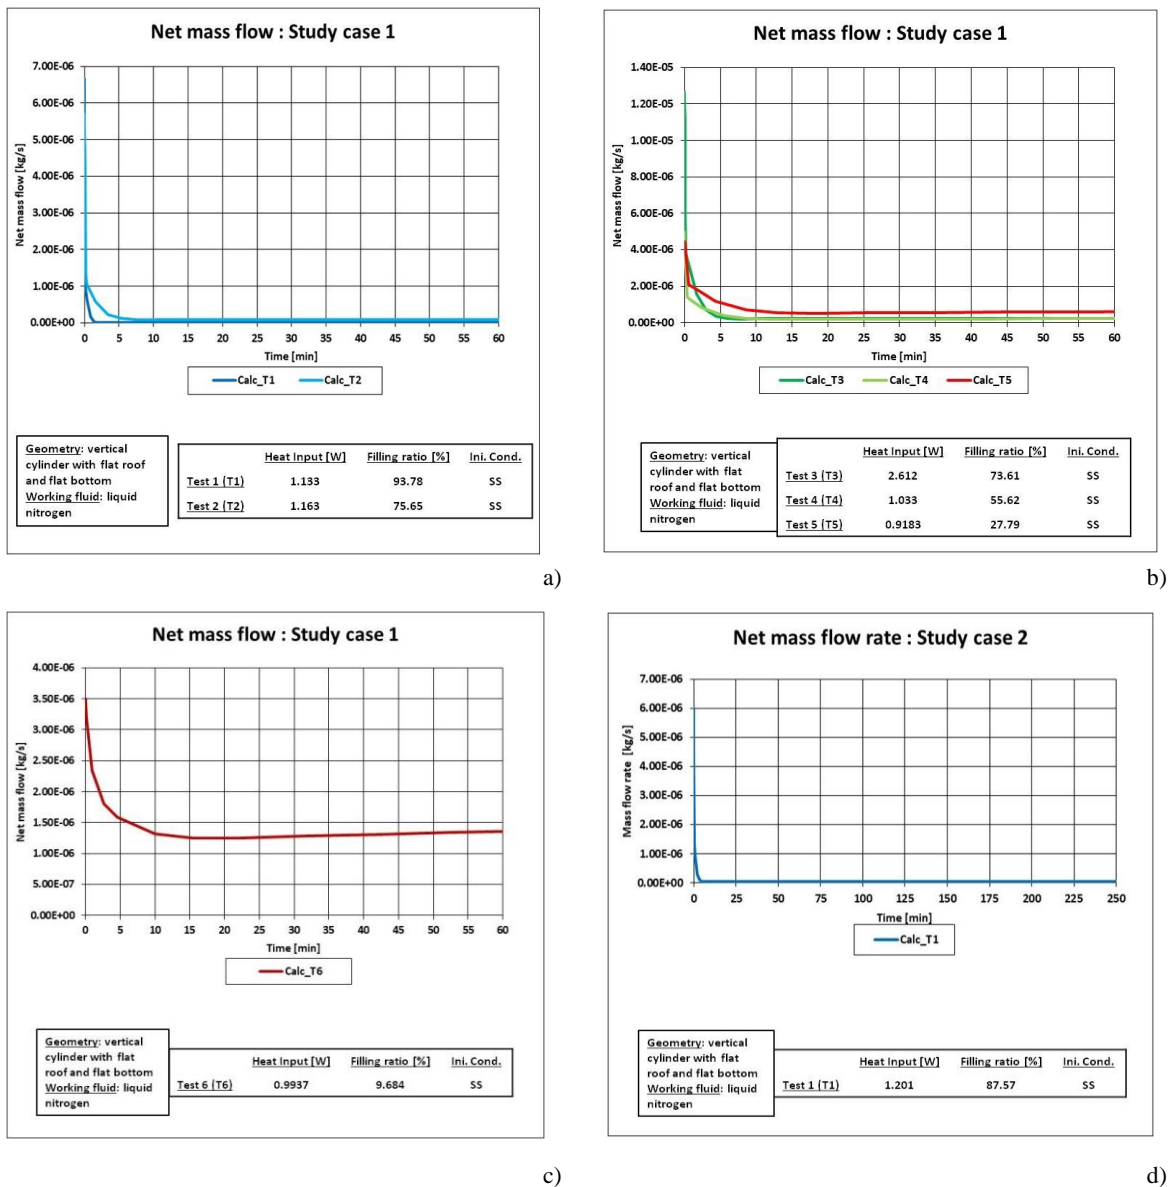 Net mass flow : Study case 1
7.00E-06
6.00E-06
5.00E-06
4.00E-06
3.00E-06
2.00E-06
1.00E-06
0.00E+00
Net mass flow [kg/s]
0 5 10 15 20 25 30 35 40 45 50 55 60
Time [min]
Calc_T1 Calc_T2
Geometry: vertical
cylinder with flat roof
and flat bottom
Working fluid: liquid
nitrogen
Heat Input [W] Filling ratio [%] Ini. Cond.
Test 1 (T1) 1.133 93.78 SS
Test 2 (T2) 1.163 75.65 SS
a)
Net mass flow : Study case 1
1.40E-05
1.20E-05
1.00E-05
8.00E-06
6.00E-06
4.00E-06
2.00E-06
0.00E+00
Net mass flow [kg/s]
0 5 10 15 20 25 30 35 40 45 50 55 60
Time [min]
Calc_T3 Calc_T4 Calc_T5
Geometry: vertical
cylinder with flat
roof and flat bottom
Working fluid: liquid
nitrogen
Heat Input [W] Filling ratio [%] Ini. Cond.
Test 3 (T3) 2.612 73.61 SS
Test 4 (T4) 1.033 55.62 SS
Test 5 (T5) 0.9183 27.79 SS
b)
Net mass flow : Study case 1
4.00E-06
3.50E-06
3.00E-06
2.50E-06
2.00E-06
1.50E-06
1.00E-06
5.00E-07
0.00E+00
Net mass flow [kg/s]
0 5 10 15 20 25 30 35 40 45 50 55 60
Time [min]
Calc_T6
Geometry: vertical
cylinder with flat
roof and flat bottom
Working fluid: liquid
nitrogen
Heat Input [W] Filling ratio [%] Ini. Cond.
Test 6 (T6) 0.9937 9.684 SS
c)
Net mass flow rate : Study case 2
7.00E-06
6.00E-06
5.00E-06
4.00E-06
3.00E-06
2.00E-06
1.00E-06
0.00E+00
Mass flow rate [kg/s]
0 25 50 75 100 125 150 175 200 225 250
Time [min]
Calc_T1
Geometry: vertical
cylinder with flat
roof and flat bottom
Working fluid: liquid
nitrogen
Heat Input [W] Filling ratio [%] Ini. Cond.
Test 1 (T1) 1.201 87.57 SS
d)